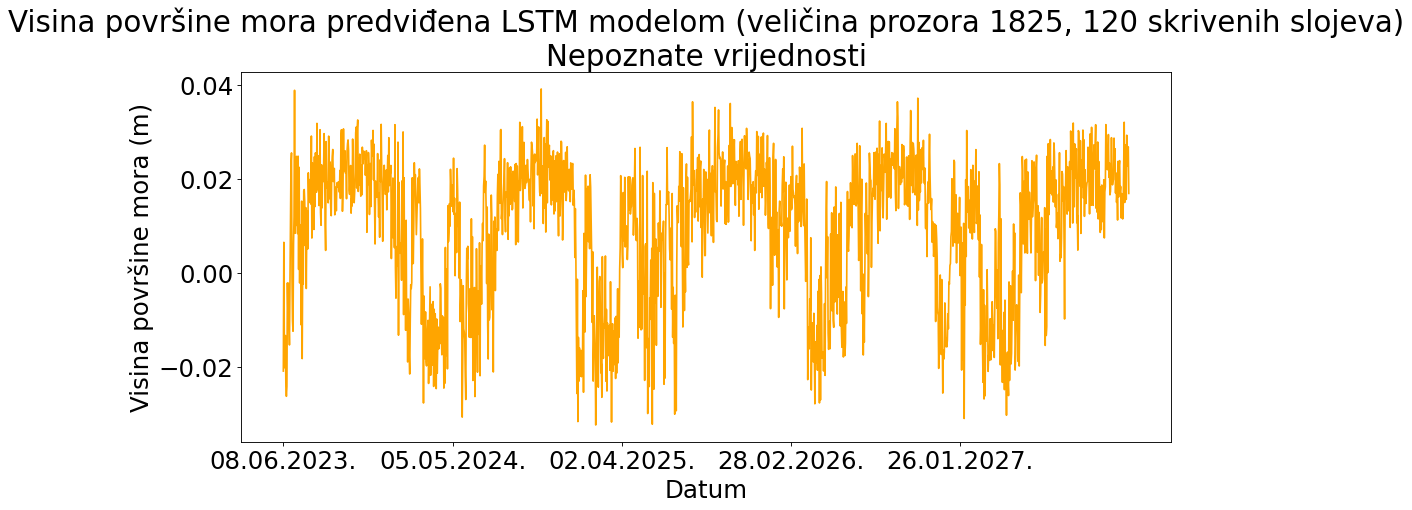 Visina površine mora predviđena LSTM modelom (veličina prozora 1825, 120 skrivenih slojeva)
Nepoznate vrijednosti
Visina površine mora (m)
0.04
0.02
0.00
−0.02
08.06.2023. 05.05.2024. 02.04.2025. 28.02.2026. 26.01.2027.
Datum